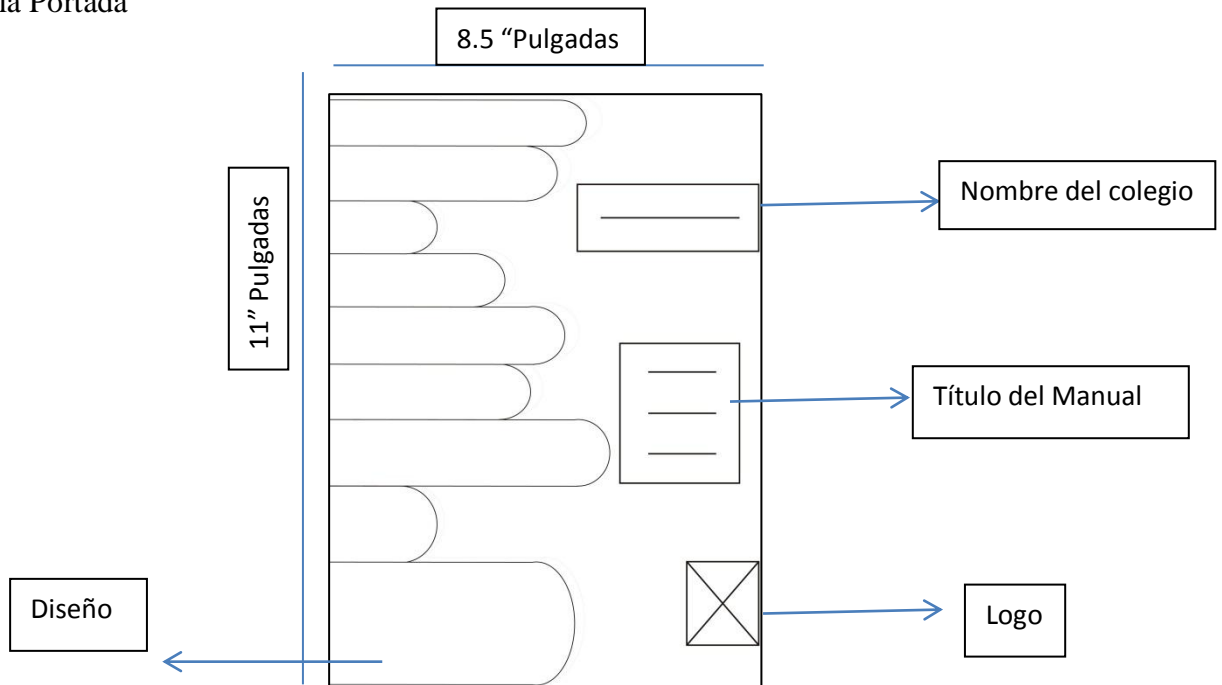 la Portada
8.5 “Pulgadas
11” Pulgadas
Nombre del colegio
Título del Manual
Diseño
Logo